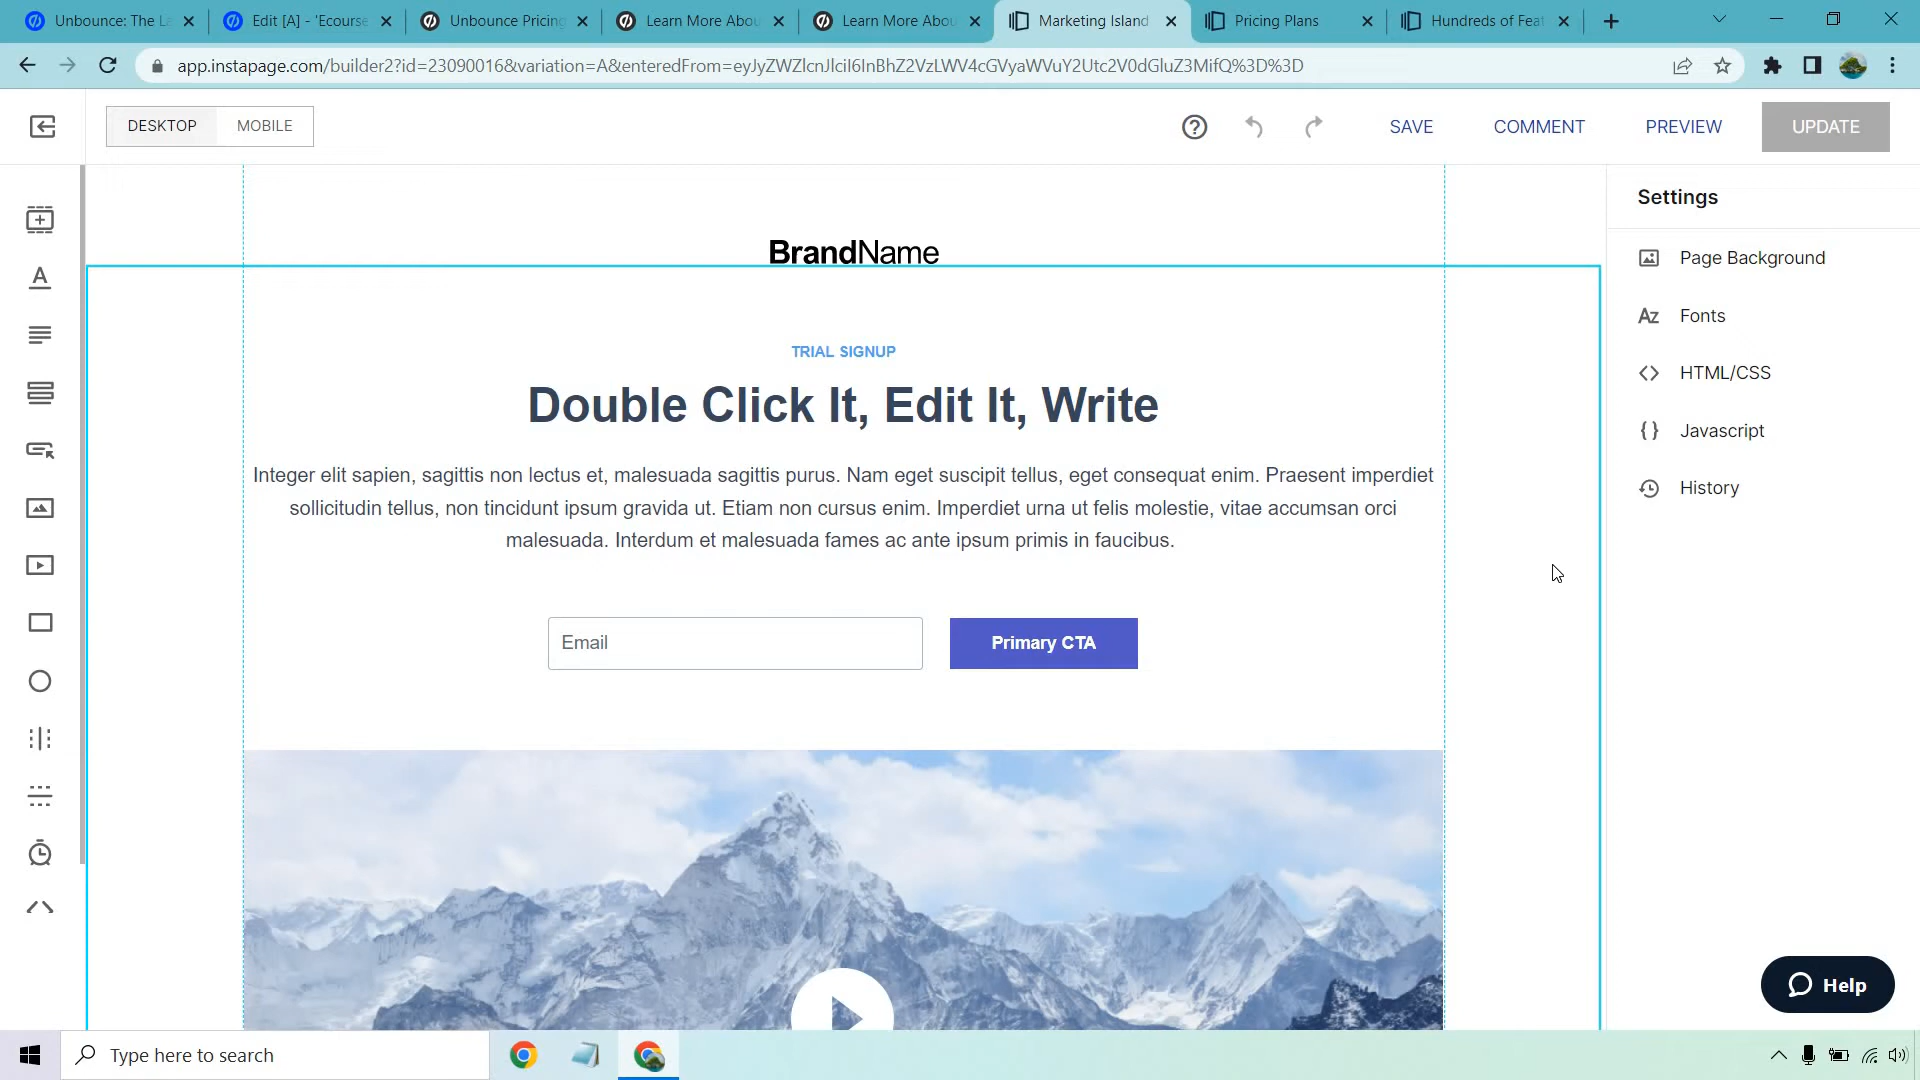 Unbounce: The La
Edit [A] - 'Ecourse
Unbounce Pricing
Learn More Abou
Learn More Abou
Marketing Island
Pricing Plans
Hundreds of Feat
app.instapage.com/builder2?id=23090016&variation=A&enteredFrom=eyJyZWZlcnJlciI6InBhZ2VzLWV4cGVyaWVuY2Utc2V0dGluZ3MifQ%3D%3D
DESKTOP
MOBILE
SAVE
COMMENT
PREVIEW
UPDATE
Settings
Page Background
Fonts
HTML/CSS
Javascript
History
BrandName
TRIAL SIGNUP
Double Click It, Edit It, Write
Integer elit sapien, sagittis non lectus et, malesuada sagittis purus. Nam eget suscipit tellus, eget consequat enim. Praesent imperdiet
sollicitudin tellus, non tincidunt ipsum gravida ut. Etiam non cursus enim. Imperdiet urna ut felis molestie, vitae accumsan orci
malesuada. Interdum et malesuada fames ac ante ipsum primis in faucibus.
Email
Primary CTA
Help
Type here to search